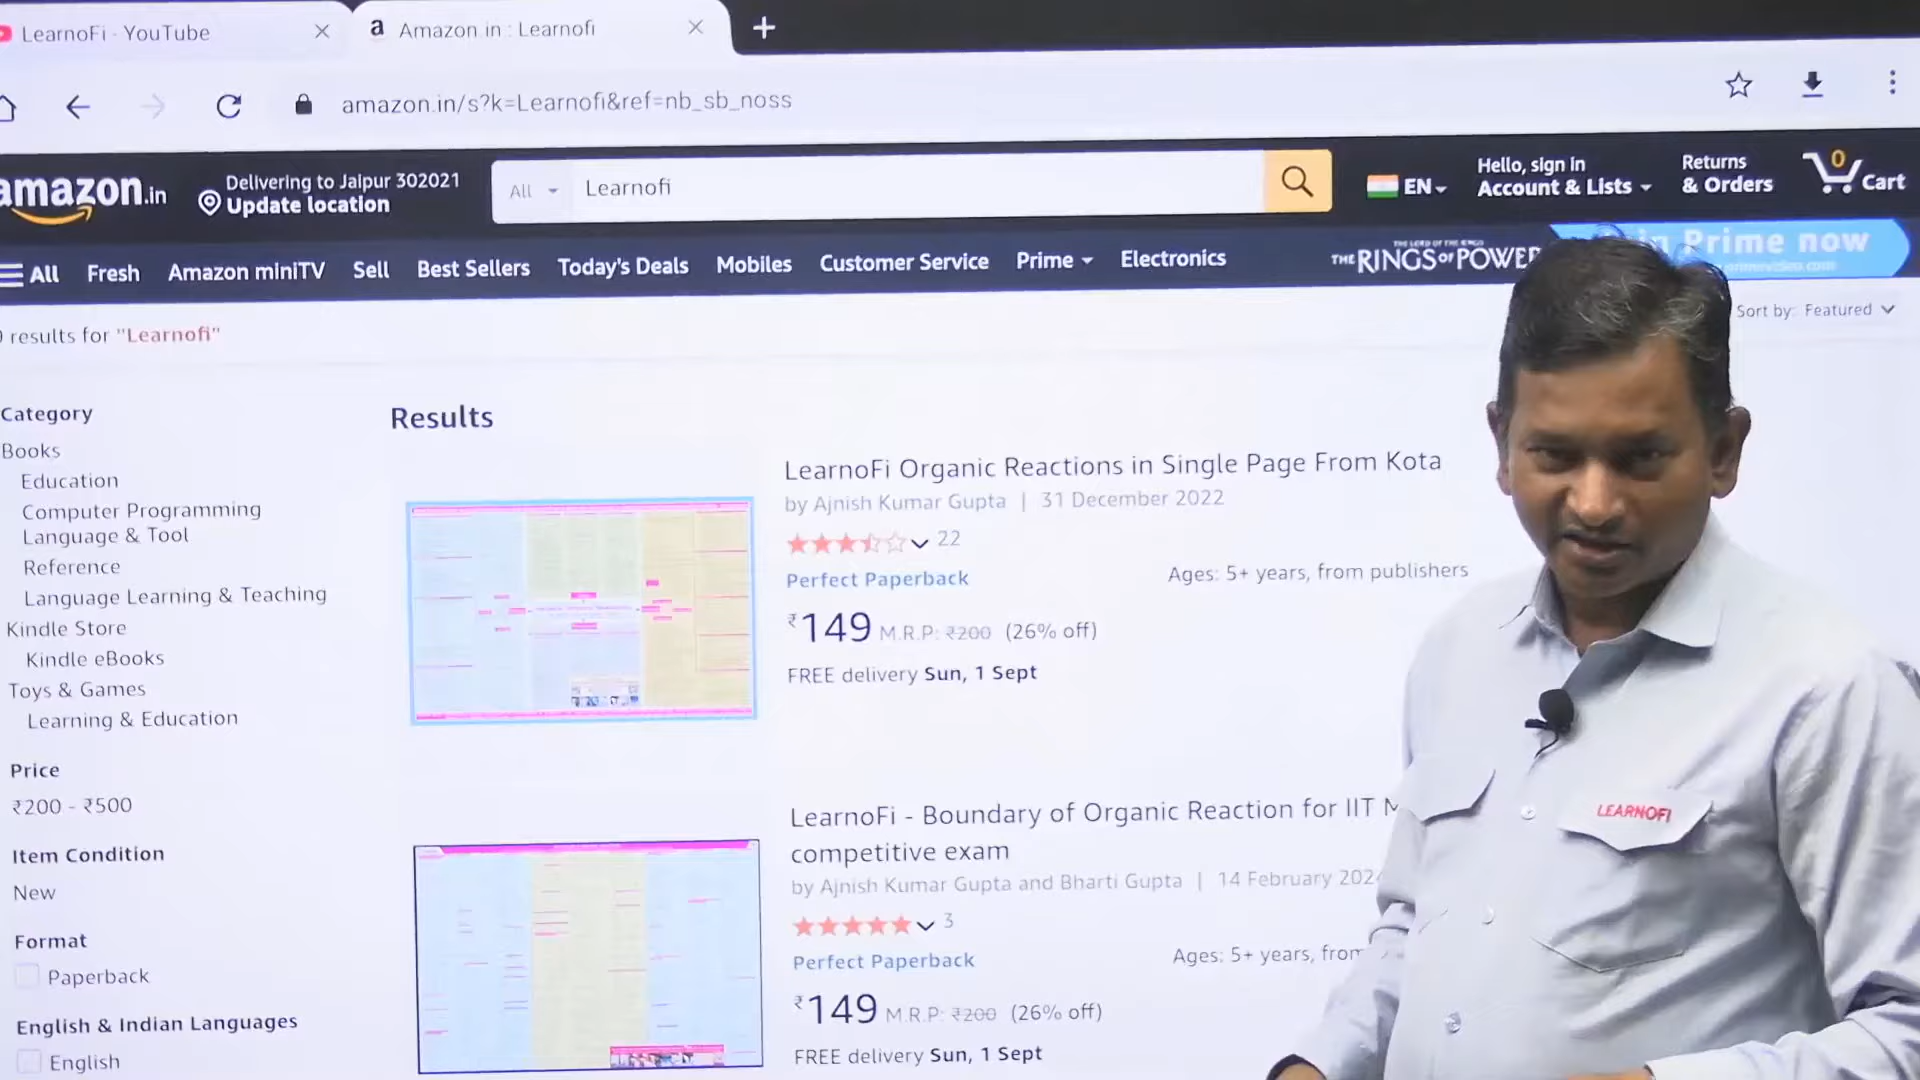 LearnoFi - YouTube
Amazon in : Learnofi
amazon.in/s?k=Learnofi&ref=nb_sb_noss
amazon.in
Delivering to Jaipur 302021
Update location
All
Learnofi
EN
Hello, sign in
Account & Lists
Returns
& Orders
0
Cart
All
Fresh
Amazon miniTV
Sell
Best Sellers
Today's Deals
Mobiles
Customer Service
Prime
Electronics
THE LORD OF THE RINGS
THE RINGS OF POWER
Prime now
results for "Learnofi"
Sort by: Featured
Category
Books
Education
Computer Programming
Language & Tool
Reference
Language Learning & Teaching
Kindle Store
Kindle eBooks
Toys & Games
Learning & Education
Price
₹200 - ₹500
Item Condition
New
Format
Paperback
English & Indian Languages
English
Results
LearnoFi Organic Reactions in Single Page From Kota
by Ajnish Kumar Gupta | 31 December 2022
22
Perfect Paperback
Ages: 5+ years, from publishers
₹149 M.R.P: ₹200 (26% off)
FREE delivery Sun, 1 Sept
LearnoFi - Boundary of Organic Reaction for IIT
competitive exam
by Ajnish Kumar Gupta and Bharti Gupta | 14 February 2024
3
Perfect Paperback
Ages: 5+ years, from
₹149 M.R.P: ₹200 (26% off)
FREE delivery Sun, 1 Sept
LEARNOFI